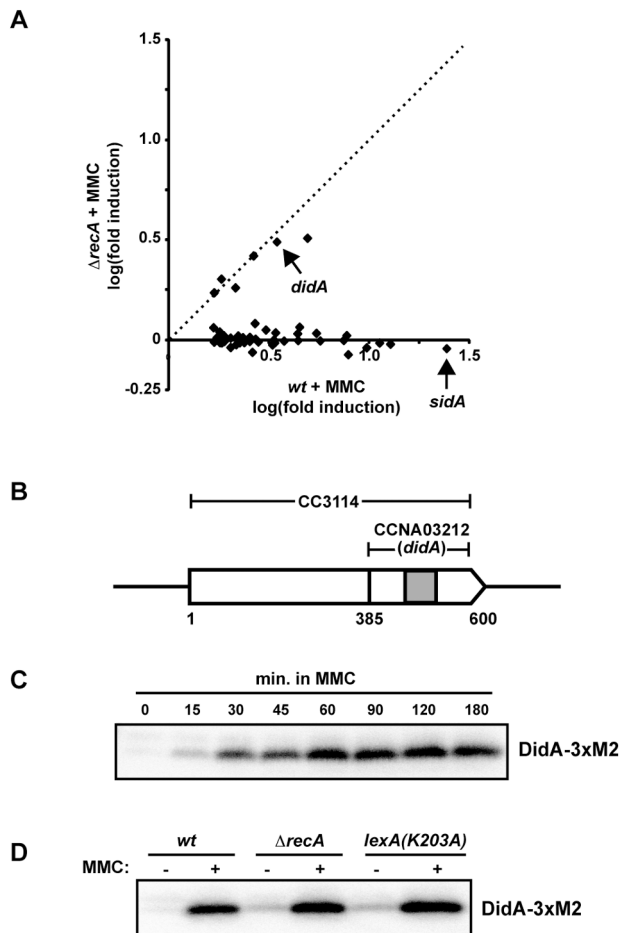 A
1.5
1.0
0.5
0
-0.25
ΔrecA + MMC
log(fold induction)
didA
0.5
1.0
1.5
wt + MMC
log(fold induction)
sidA
B
CC3114
CCNA03212
(didA)
1
385
600
C
min. in MMC
0 15 30 45 60 90 120 180
DidA-3xM2
D
wt ΔrecA lexA(K203A)
MMC: - + - + - +
DidA-3xM2